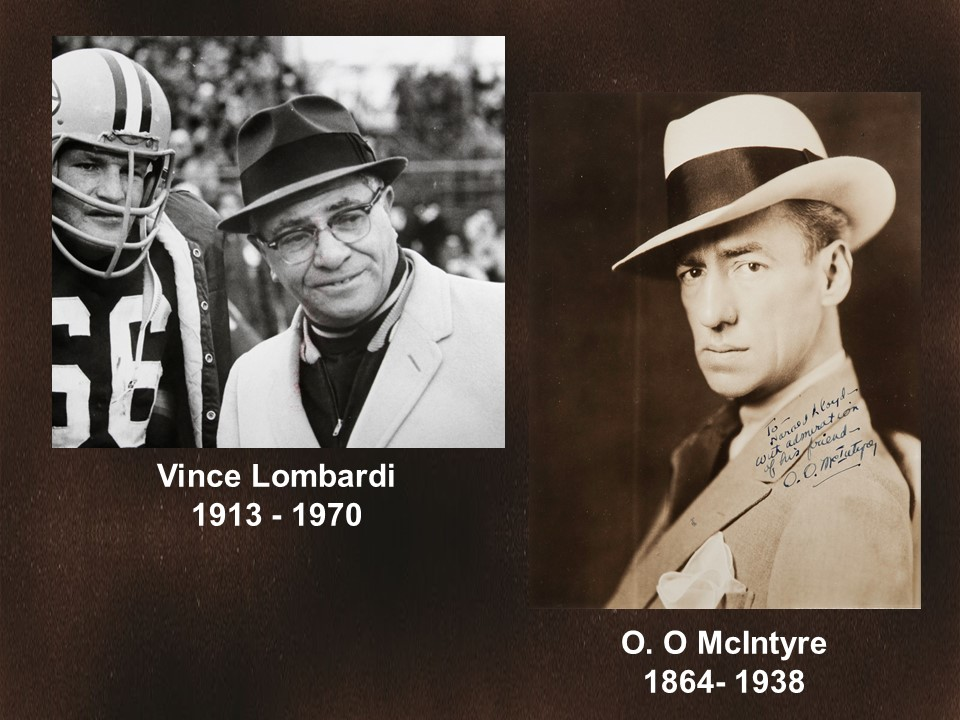 66
Vince Lombardi
1913 - 1970
To -
Harold Lloyd -
with admiration
of his friend -
O. O. McIntyre
O. O McIntyre
1864- 1938